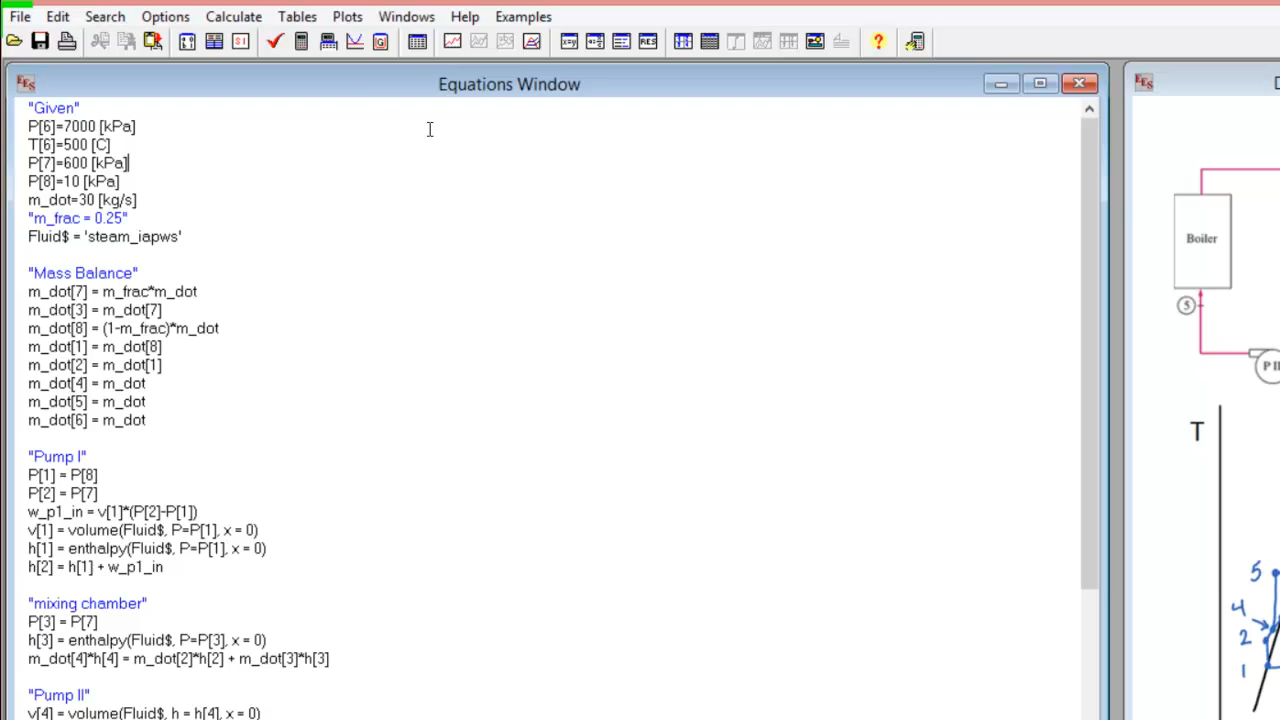 File Edit Search Options Calculate Tables Plots Windows Help Examples
EES Equations Window
EES
"Given"
P[6]=7000 [kPa]
T[6]=500 [C]
P[7]=600 [kPa]
P[8]=10 [kPa]
m_dot=30 [kg/s]
"m_frac = 0.25"
Fluid$ = 'steam_iapws'
"Mass Balance"
m_dot[7] = m_frac*m_dot
m_dot[3] = m_dot[7]
m_dot[8] = (1-m_frac)*m_dot
m_dot[1] = m_dot[8]
m_dot[2] = m_dot[1]
m_dot[4] = m_dot
m_dot[5] = m_dot
m_dot[6] = m_dot
"Pump I"
P[1] = P[8]
P[2] = P[7]
w_p1_in = v[1]*(P[2]-P[1])
v[1] = volume(Fluid$, P=P[1], x = 0)
h[1] = enthalpy(Fluid$, P=P[1], x = 0)
h[2] = h[1] + w_p1_in
"mixing chamber"
P[3] = P[7]
h[3] = enthalpy(Fluid$, P=P[3], x = 0)
m_dot[4]*h[4] = m_dot[2]*h[2] + m_dot[3]*h[3]
"Pump II"
v[4] = volume(Fluid$, h = h[4], x = 0)
Boiler
5
P II
T
5
4
2
1